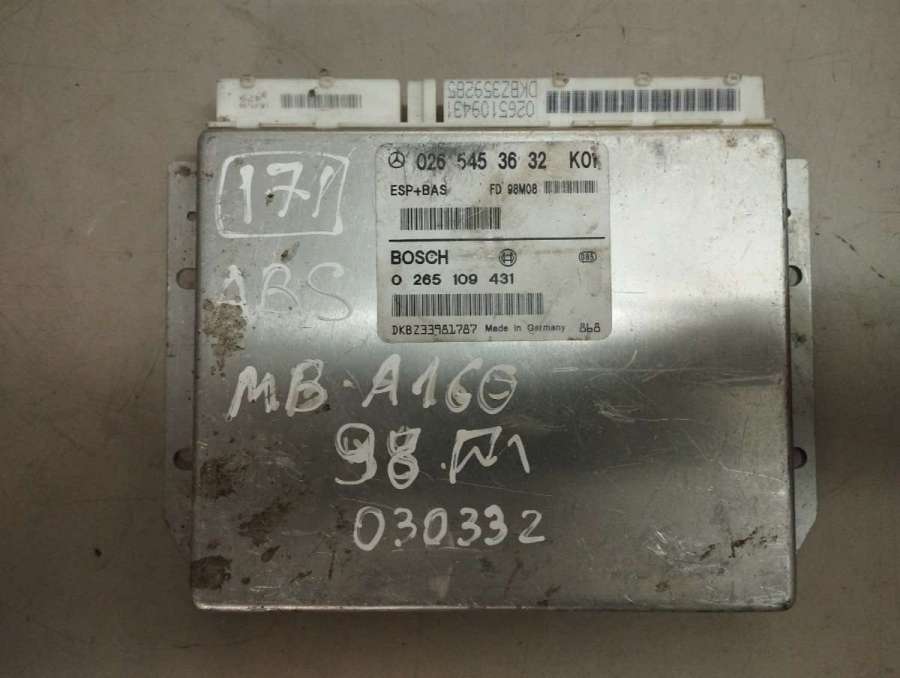 0265109431
DKBZ3359285
026 545 36 32 K01
ESP+BAS FD 98M08
BOSCH
0 265 109 431
DKBZ33981787 Made in Germany 868
171
ABS
MB A160
98
030332